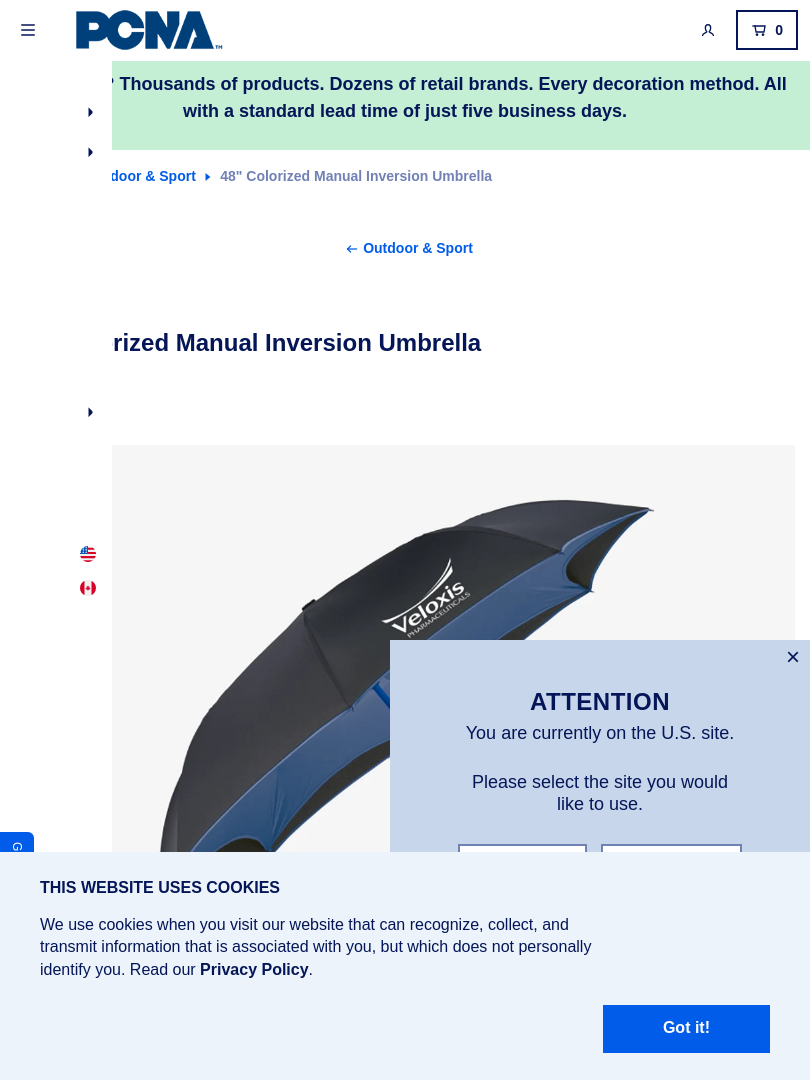 PCNA™
0
? Thousands of products. Dozens of retail brands. Every decoration method. All
with a standard lead time of just five business days.
door & Sport
48" Colorized Manual Inversion Umbrella
Outdoor & Sport
rized Manual Inversion Umbrella
Veloxis
PHARMACEUTICALS
ATTENTION
You are currently on the U.S. site.
Please select the site you would
like to use.
G
THIS WEBSITE USES COOKIES
We use cookies when you visit our website that can recognize, collect, and
transmit information that is associated with you, but which does not personally
identify you. Read our Privacy Policy.
Got it!